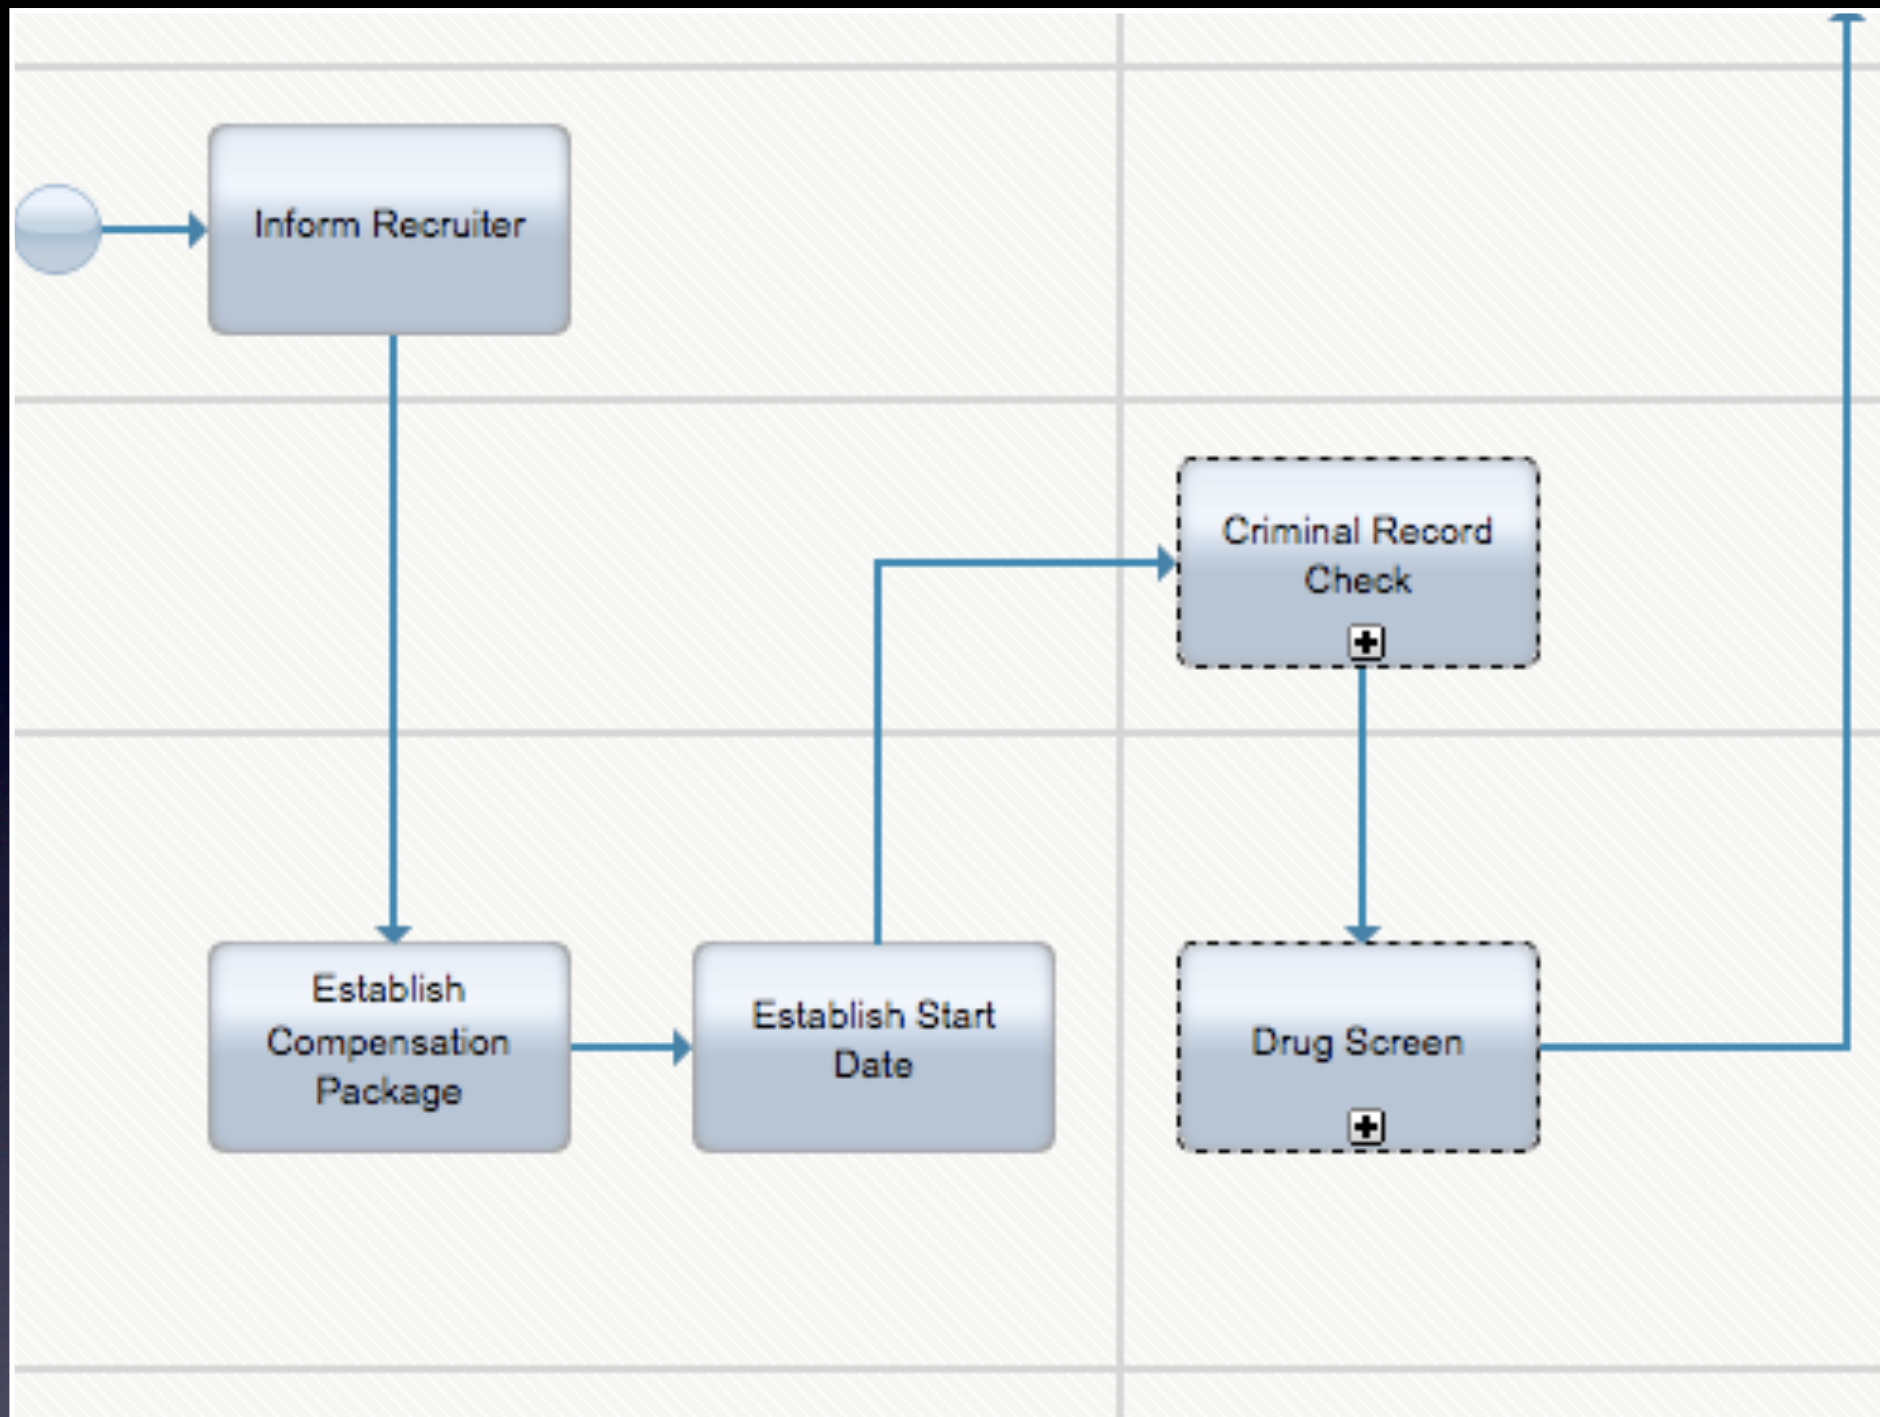 Inform Recruiter
Criminal Record
Check
Establish
Compensation
Package
Establish Start
Date
Drug Screen